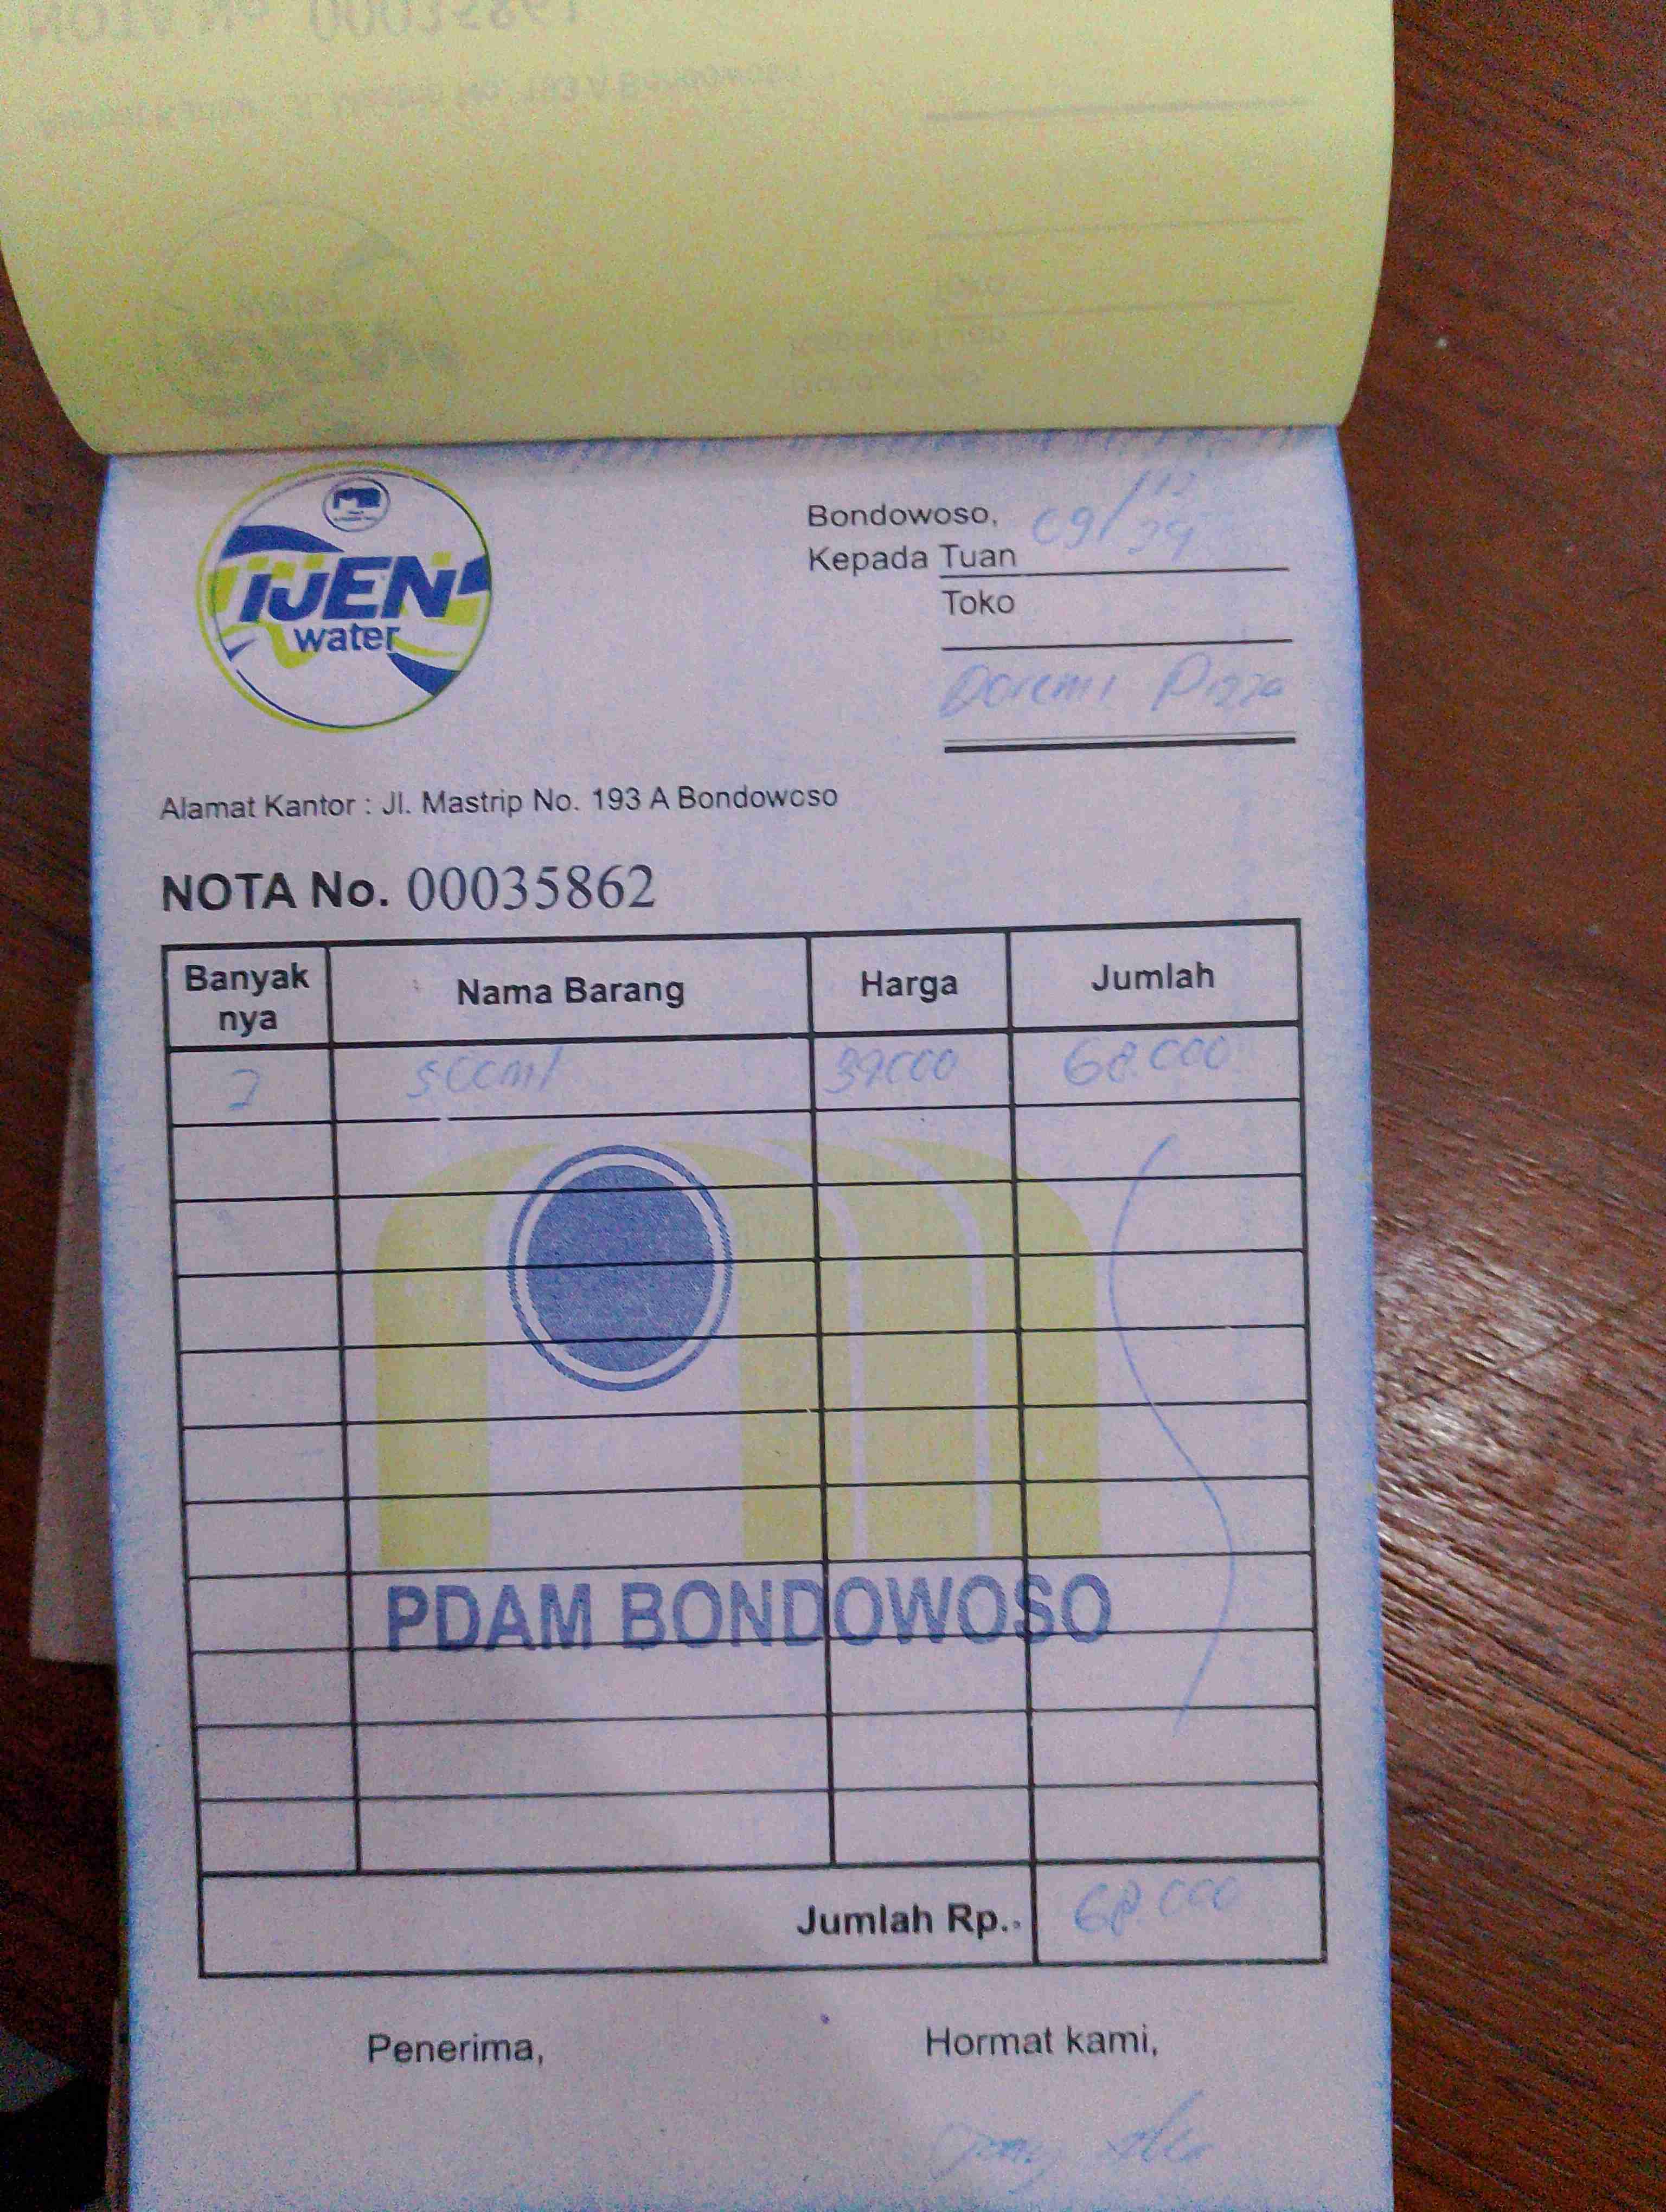 IJEN
water
Bondowoso, 09/12
24
Kepada Tuan
Toko
Doremi Pizza
Alamat Kantor : Jl. Mastrip No. 193 A Bondowoso
NOTA No. 00035862
Banyak nya Nama Barang Harga Jumlah
2 500ml 34000 68.000
PDAM BONDOWOSO
Jumlah Rp. 68.000
Penerima, Hormat kami,